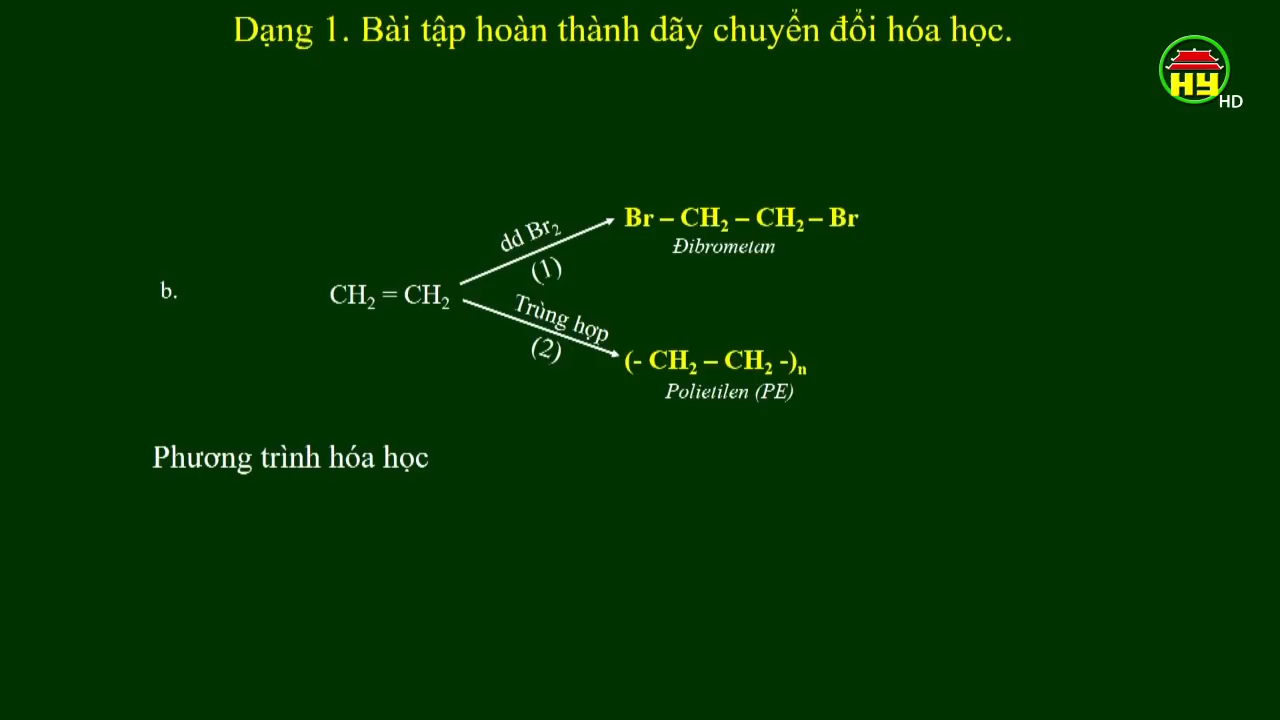 Dạng 1. Bài tập hoàn thành dãy chuyển đổi hóa học.
HY
HD
dd Br₂
Br – CH₂ – CH₂ – Br
Đibrometan
(1)
b.
CH₂ = CH₂
Trùng hợp
(2)
(- CH₂ – CH₂ -)ₙ
Polietilen (PE)
Phương trình hóa học